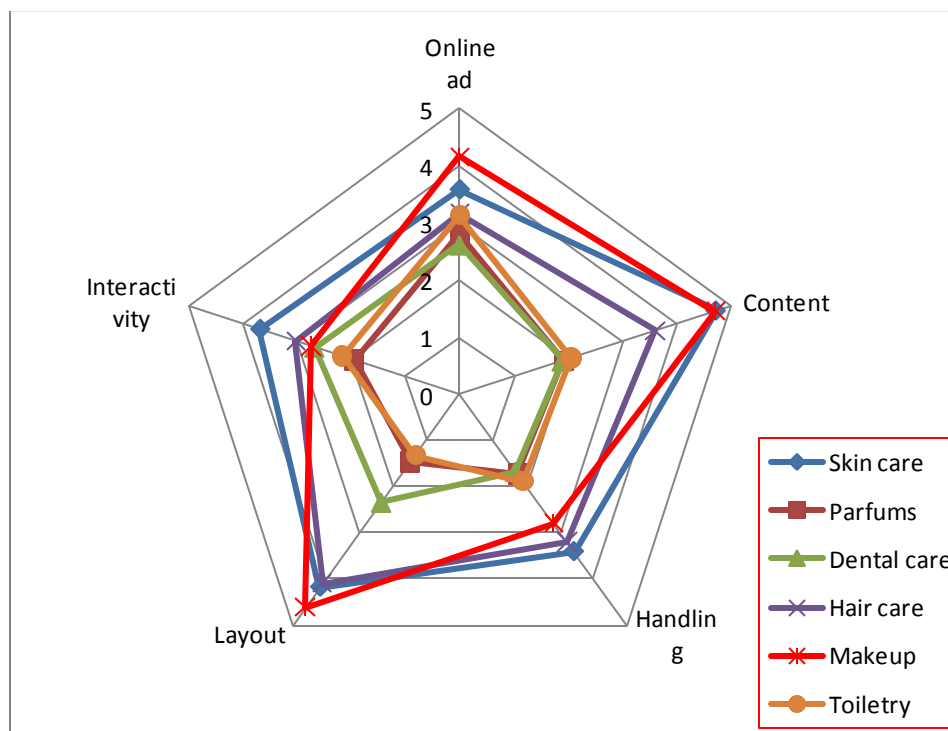 Online
ad
5
4
3
2
1
0
Content
Handlin
g
Layout
Interacti
vity
Skin care
Parfums
Dental care
Hair care
Makeup
Toiletry